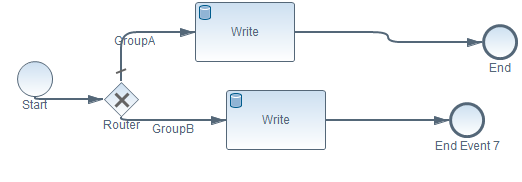 GroupA
Write
End
Start
Router
GroupB
Write
End Event 7